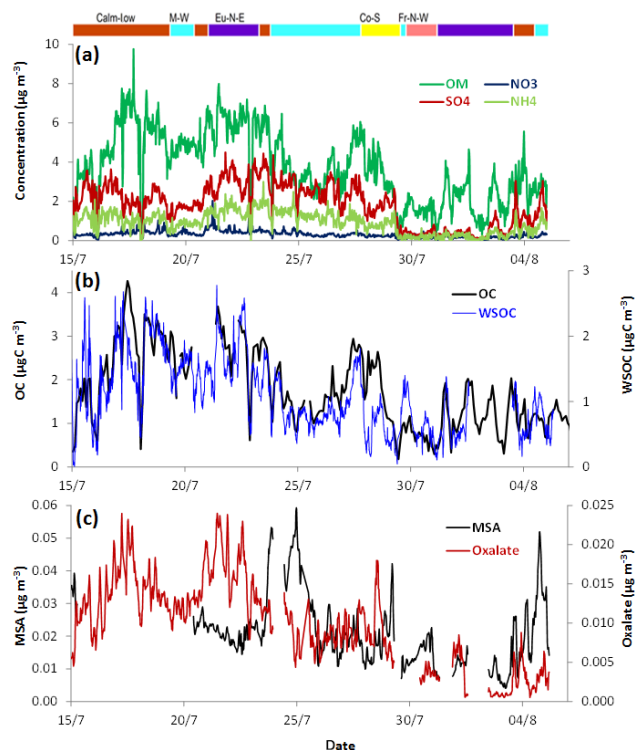 Calm-low M-W Eu-N-E Co-S Fr-N-W
(a)
OM NO3
SO4 NH4
Concentration (µg m-3)
10
8
6
4
2
0
15/7 20/7 25/7 30/7 04/8
(b)
OC
WSOC
OC (µgC m-3)
WSOC (µgC m-3)
4
3
2
1
0
3
2
1
0
15/7 20/7 25/7 30/7 04/8
(c)
MSA
Oxalate
MSA (µg m-3)
Oxalate (µg m-3)
0.06
0.05
0.04
0.03
0.02
0.01
0.00
0.025
0.020
0.015
0.010
0.005
0.000
15/7 20/7 25/7 30/7 04/8
Date